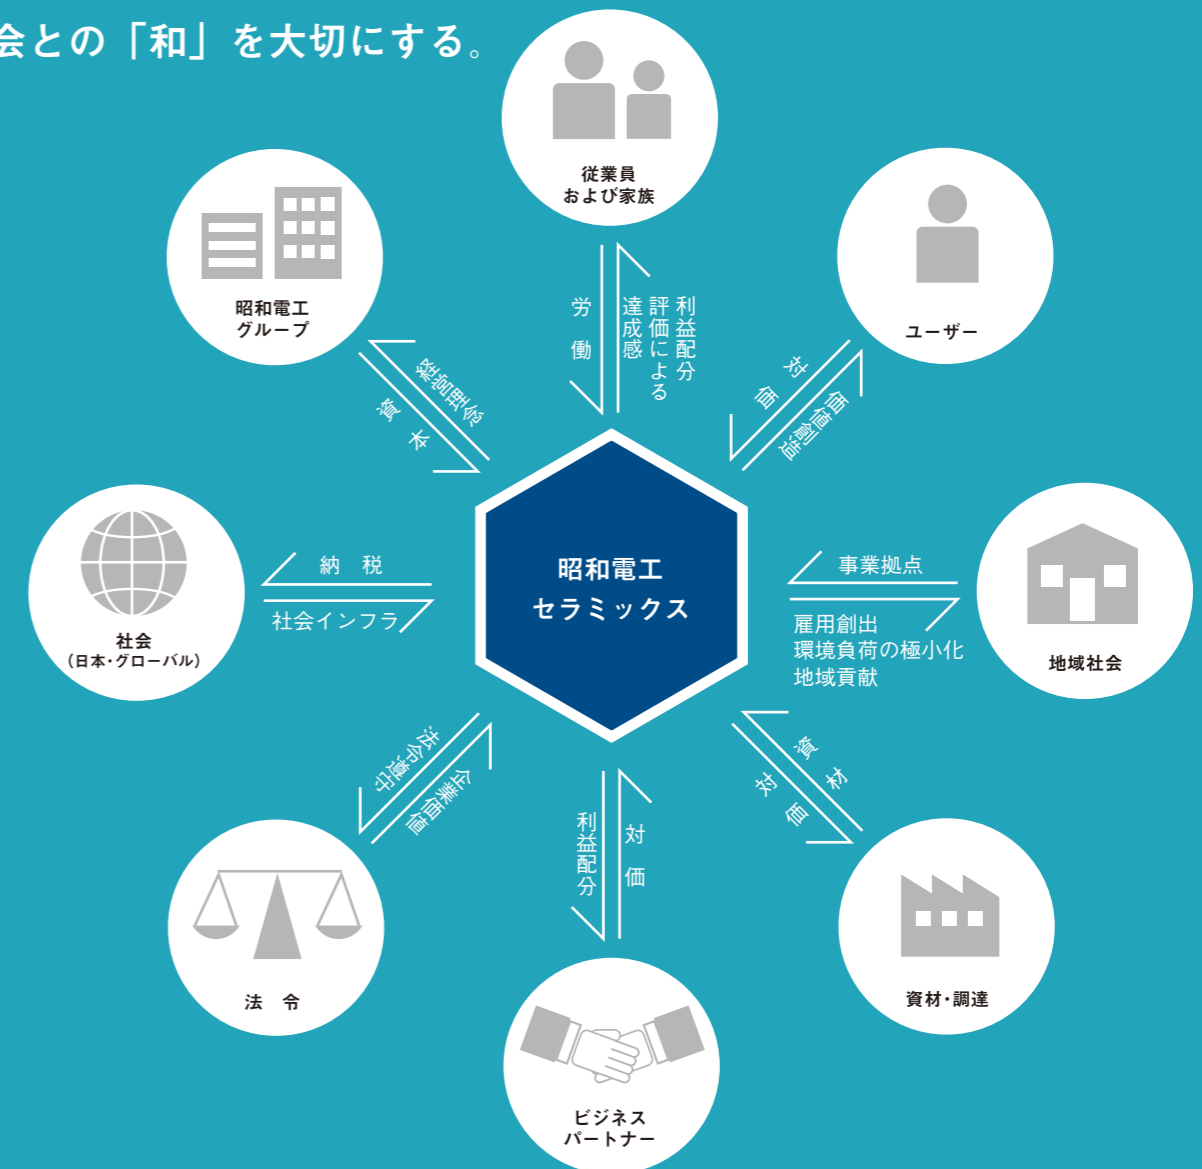 会との「和」を大切にする。
従業員
および家族
昭和電工
グループ
ユーザー
労　働
利益配分
評価による
達成感
経営理念
資　本
対　価
価値創造
社会
(日本・グローバル)
納　税
社会インフラ
昭和電工
セラミックス
事業拠点
雇用創出
環境負荷の極小化
地域貢献
地域社会
法令遵守
企業価値
利益配分
対　価
資　材
対　価
法　令
ビジネス
パートナー
資材・調達